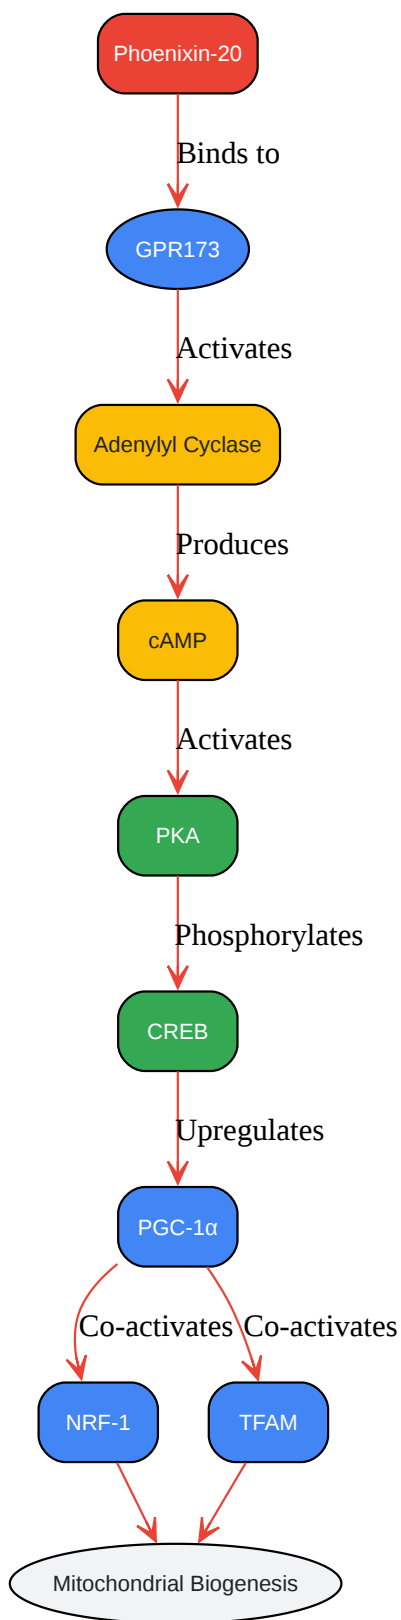 Phoenixin-20
Binds to
GPR173
Activates
Adenylyl Cyclase
Produces
cAMP
Activates
PKA
Phosphorylates
CREB
Upregulates
PGC-1α
Co-activates Co-activates
NRF-1 TFAM
Mitochondrial Biogenesis